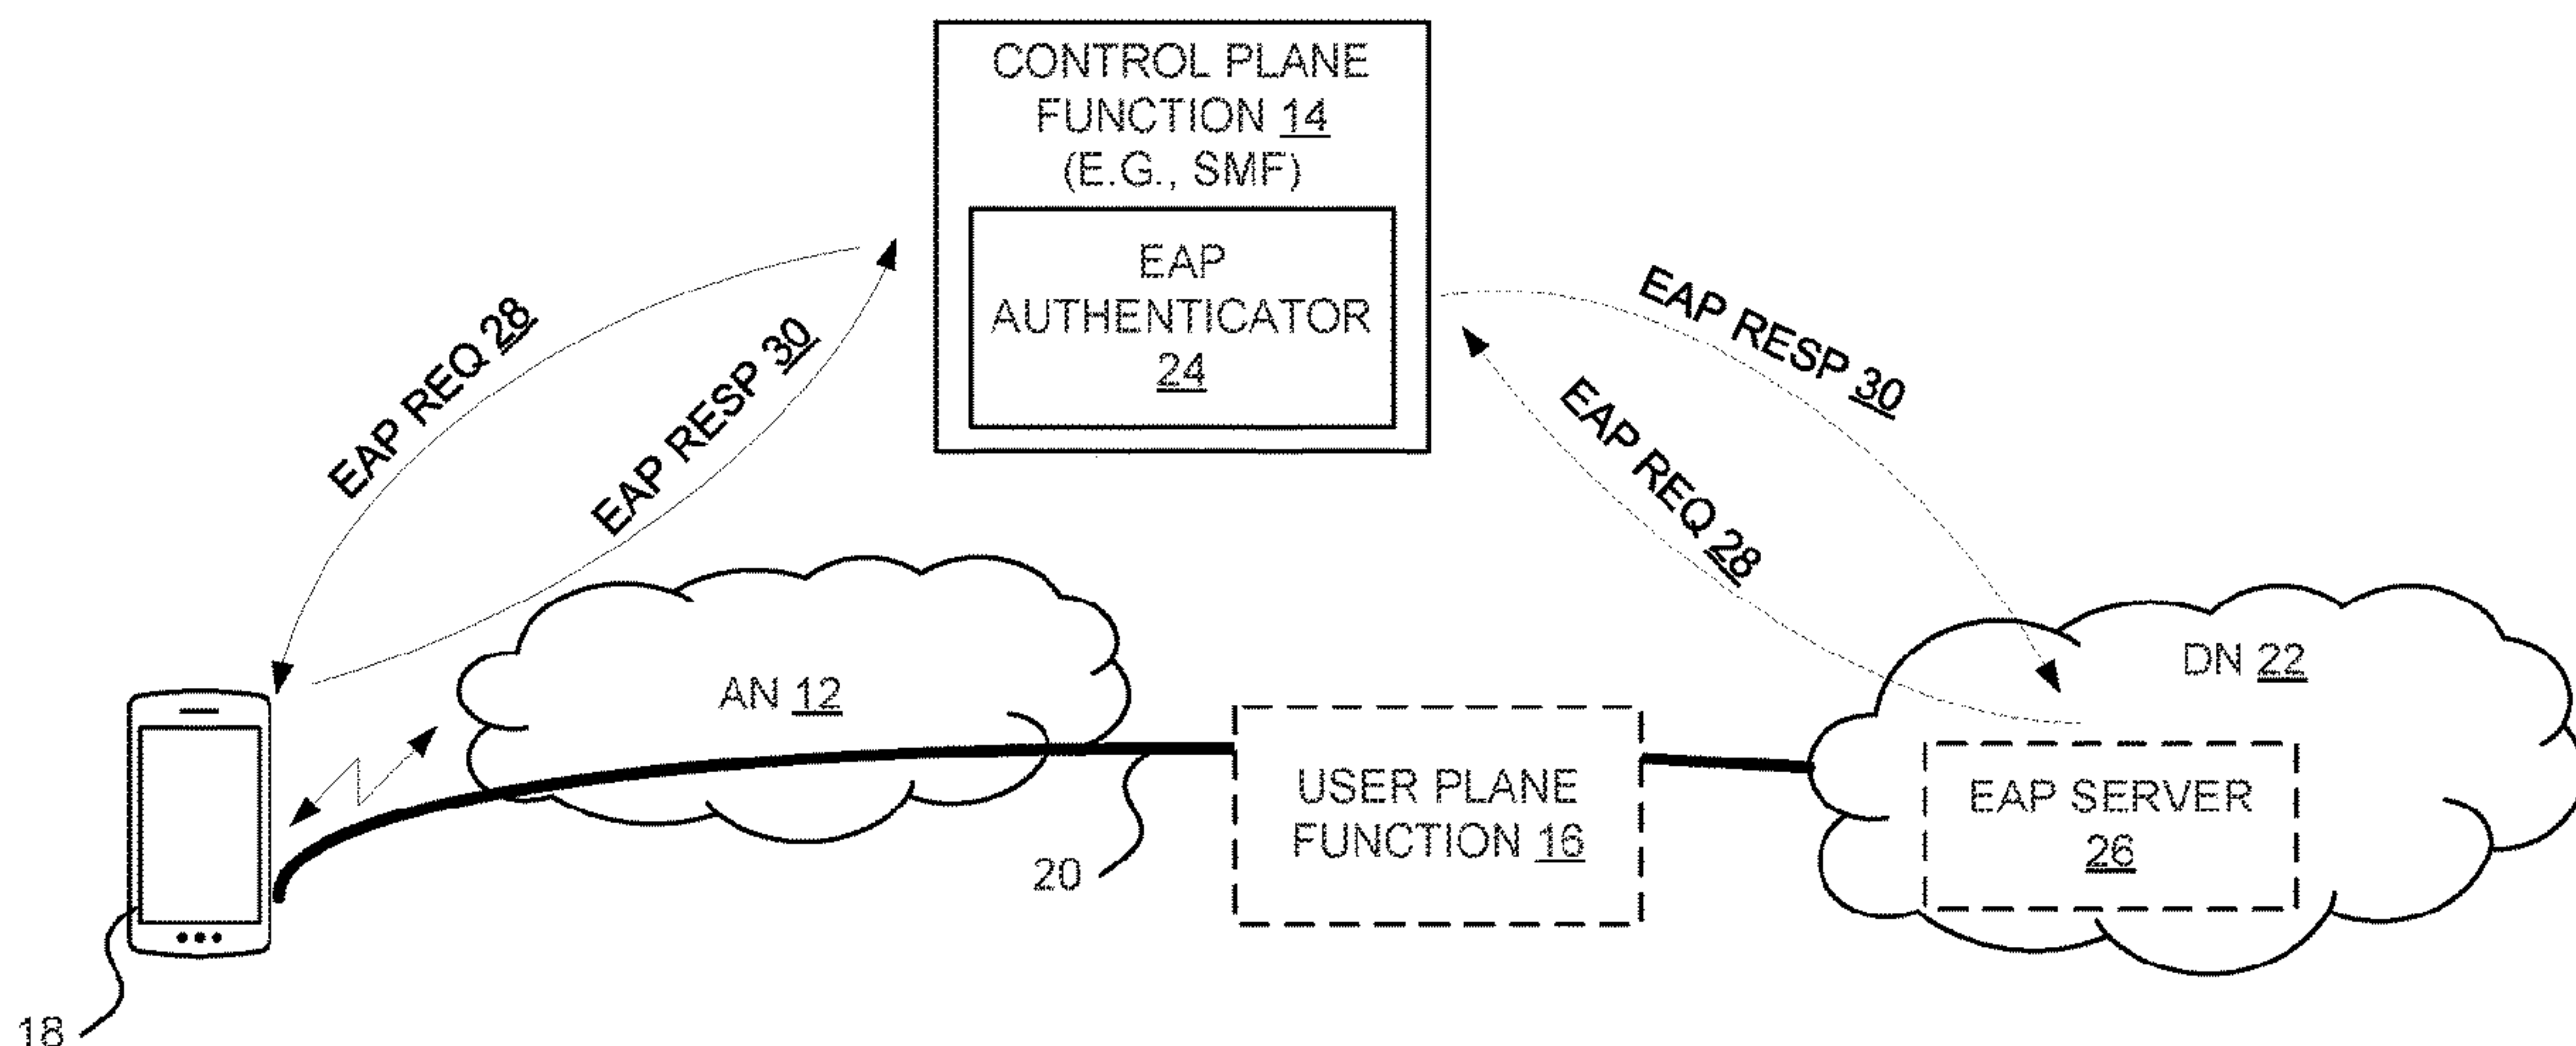 CONTROL PLANE
FUNCTION 14
(E.G., SMF)
EAP
AUTHENTICATOR
24
EAP REQ 28
EAP RESP 30
EAP RESP 30
EAP REQ 28
AN 12
DN 22
USER PLANE
FUNCTION 16
EAP SERVER
26
20
18